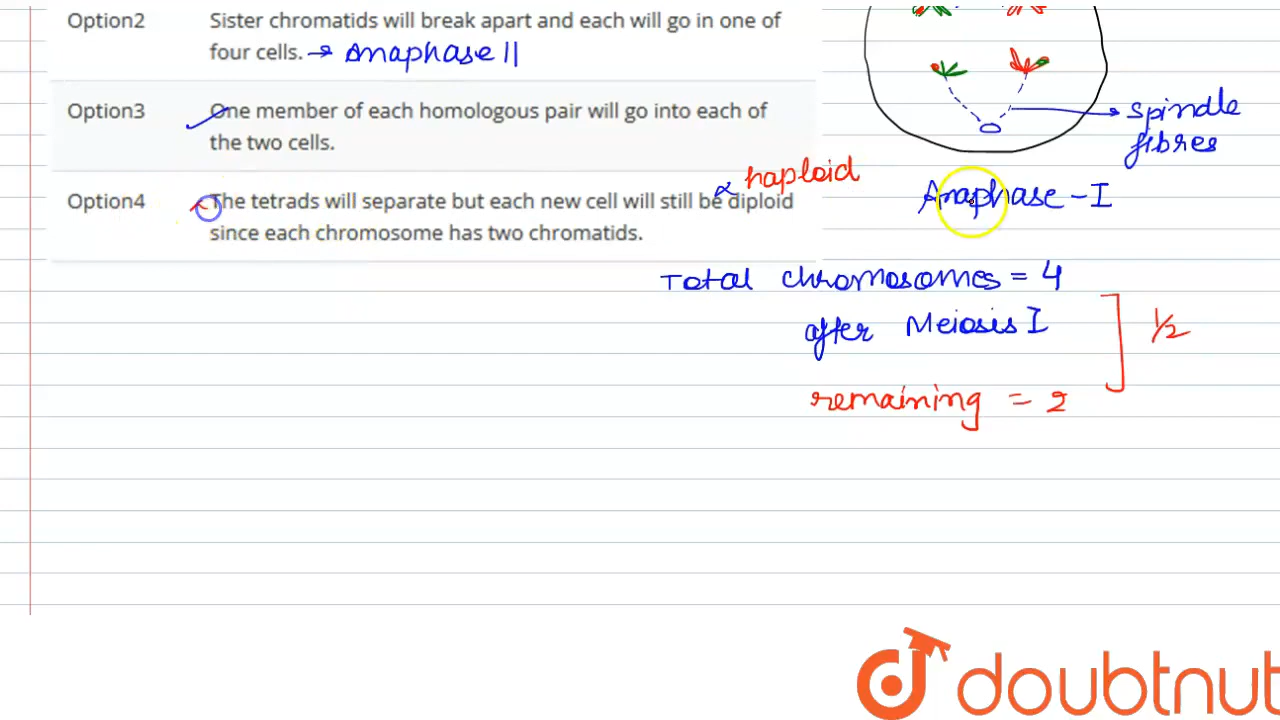 Option2 Sister chromatids will break apart and each will go in one of
four cells. → Anaphase II
Option3 One member of each homologous pair will go into each of
the two cells.
spindle
fibres
haploid
Anaphase - I
Option4 The tetrads will separate but each new cell will still be diploid
since each chromosome has two chromatids.
Total chromosomes = 4
after Meiosis I
1/2
remaining = 2
doubtnut